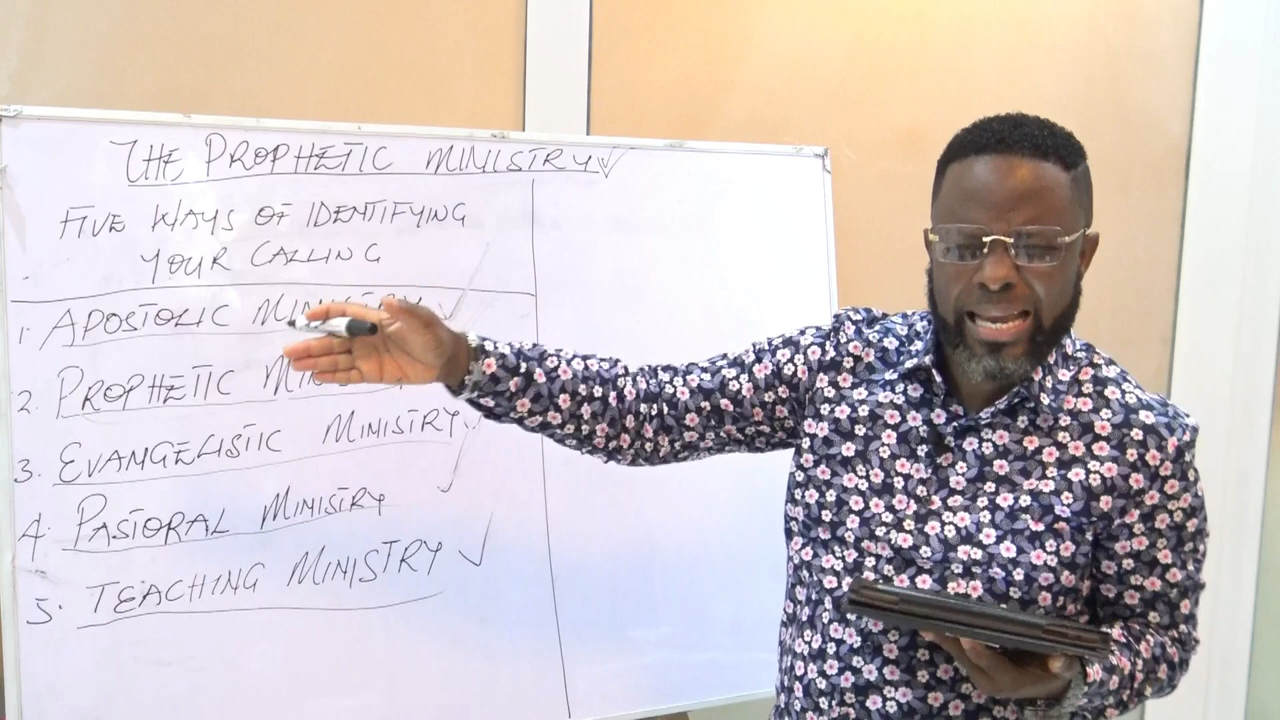 THE PROPHETIC MINISTRY
FIVE WAYS OF IDENTIFYING
YOUR CALLING
1. APOSTOLIC MINISTRY
2. PROPHETIC
3. EVANGELISTIC MINISTRY
4. PASTORAL MINISTRY
5. TEACHING MINISTRY